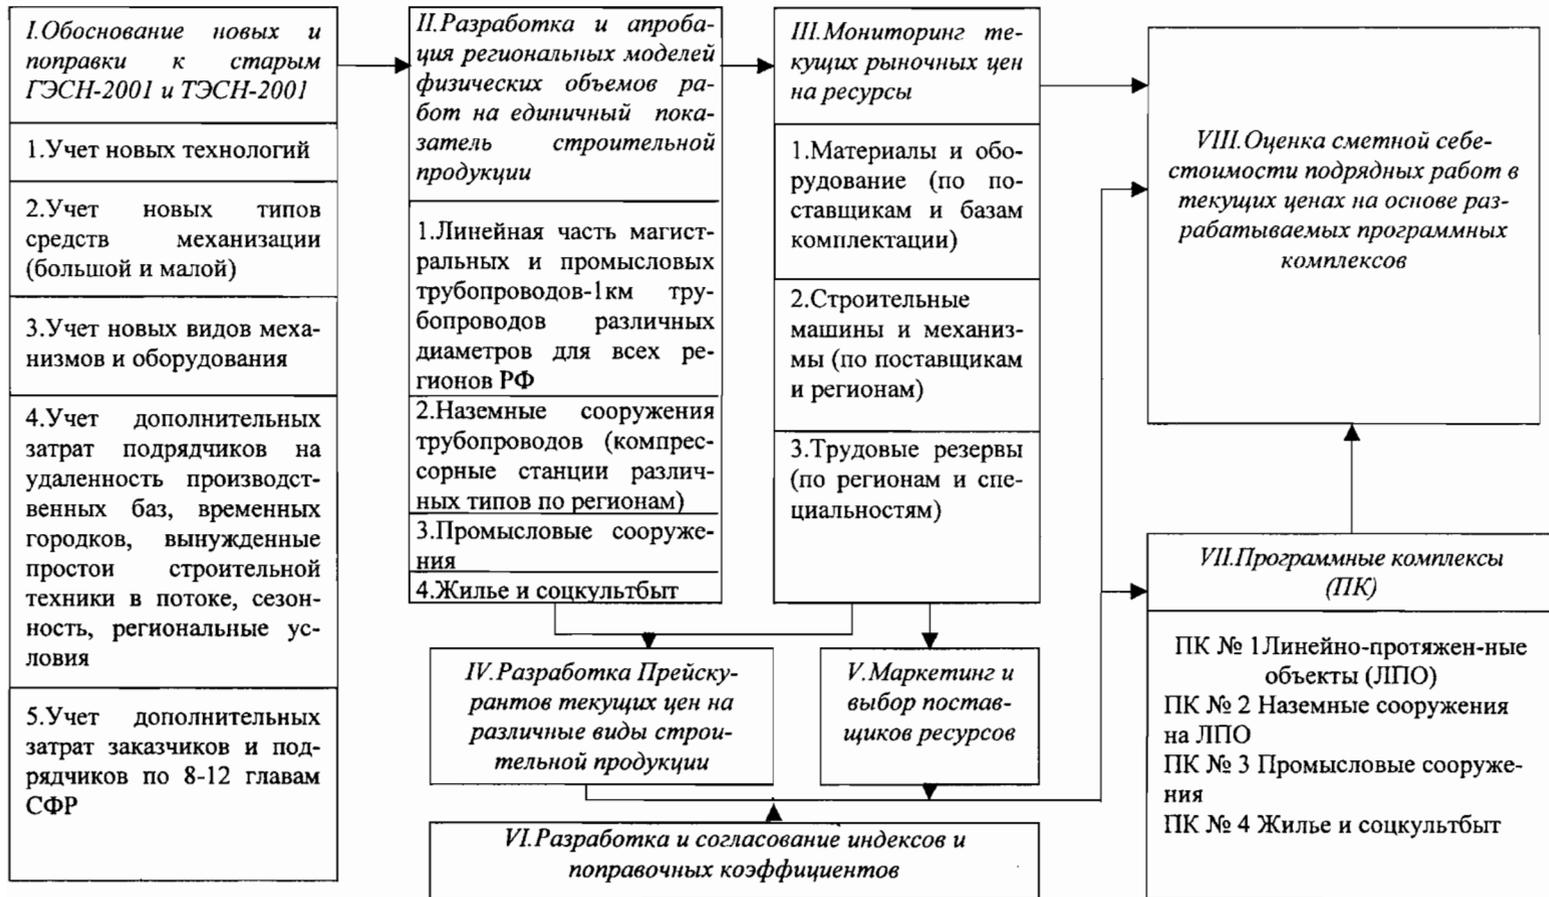 I.Обоснование новых и
поправки к старым
ГЭСН-2001 и ТЭСН-2001
1.Учет новых технологий
2.Учет новых типов
средств механизации
(большой и малой)
3.Учет новых видов меха-
низмов и оборудования
4.Учет дополнительных
затрат подрядчиков на
удаленность производст-
венных баз, временных
городков, вынужденные
простои строительной
техники в потоке, сезон-
ность, региональные ус-
ловия
5.Учет дополнительных
затрат заказчиков и под-
рядчиков по 8-12 главам
СФР
II.Разработка и апроба-
ция региональных моделей
физических объемов ра-
бот на единичный пока-
затель строительной
продукции
1.Линейная часть магист-
ральных и промысловых
трубопроводов-1км тру-
бопроводов различных
диаметров для всех ре-
гионов РФ
2.Наземные сооружения
трубопроводов (компрес-
сорные станции различ-
ных типов по регионам)
3.Промысловые сооруже-
ния
4.Жилье и соцкультбыт
III.Мониторинг те-
кущих рыночных цен
на ресурсы
1.Материалы и обо-
рудование (по по-
ставщикам и базам
комплектации)
2.Строительные
машины и механиз-
мы (по поставщикам
и регионам)
3.Трудовые резервы
(по регионам и спе-
циальностям)
IV.Разработка Прейску-
рантов текущих цен на
различные виды строи-
тельной продукции
V.Маркетинг и
выбор постав-
щиков ресурсов
VI.Разработка и согласование индексов и
поправочных коэффициентов
VIII.Оценка сметной себе-
стоимости подрядных работ в
текущих ценах на основе раз-
рабатываемых программных
комплексов
VII.Программные комплексы
(ПК)
ПК № 1Линейно-протяжен-ные
объекты (ЛПО)
ПК № 2 Наземные сооружения
на ЛПО
ПК № 3 Промысловые сооруже-
ния
ПК № 4 Жилье и соцкультбыт